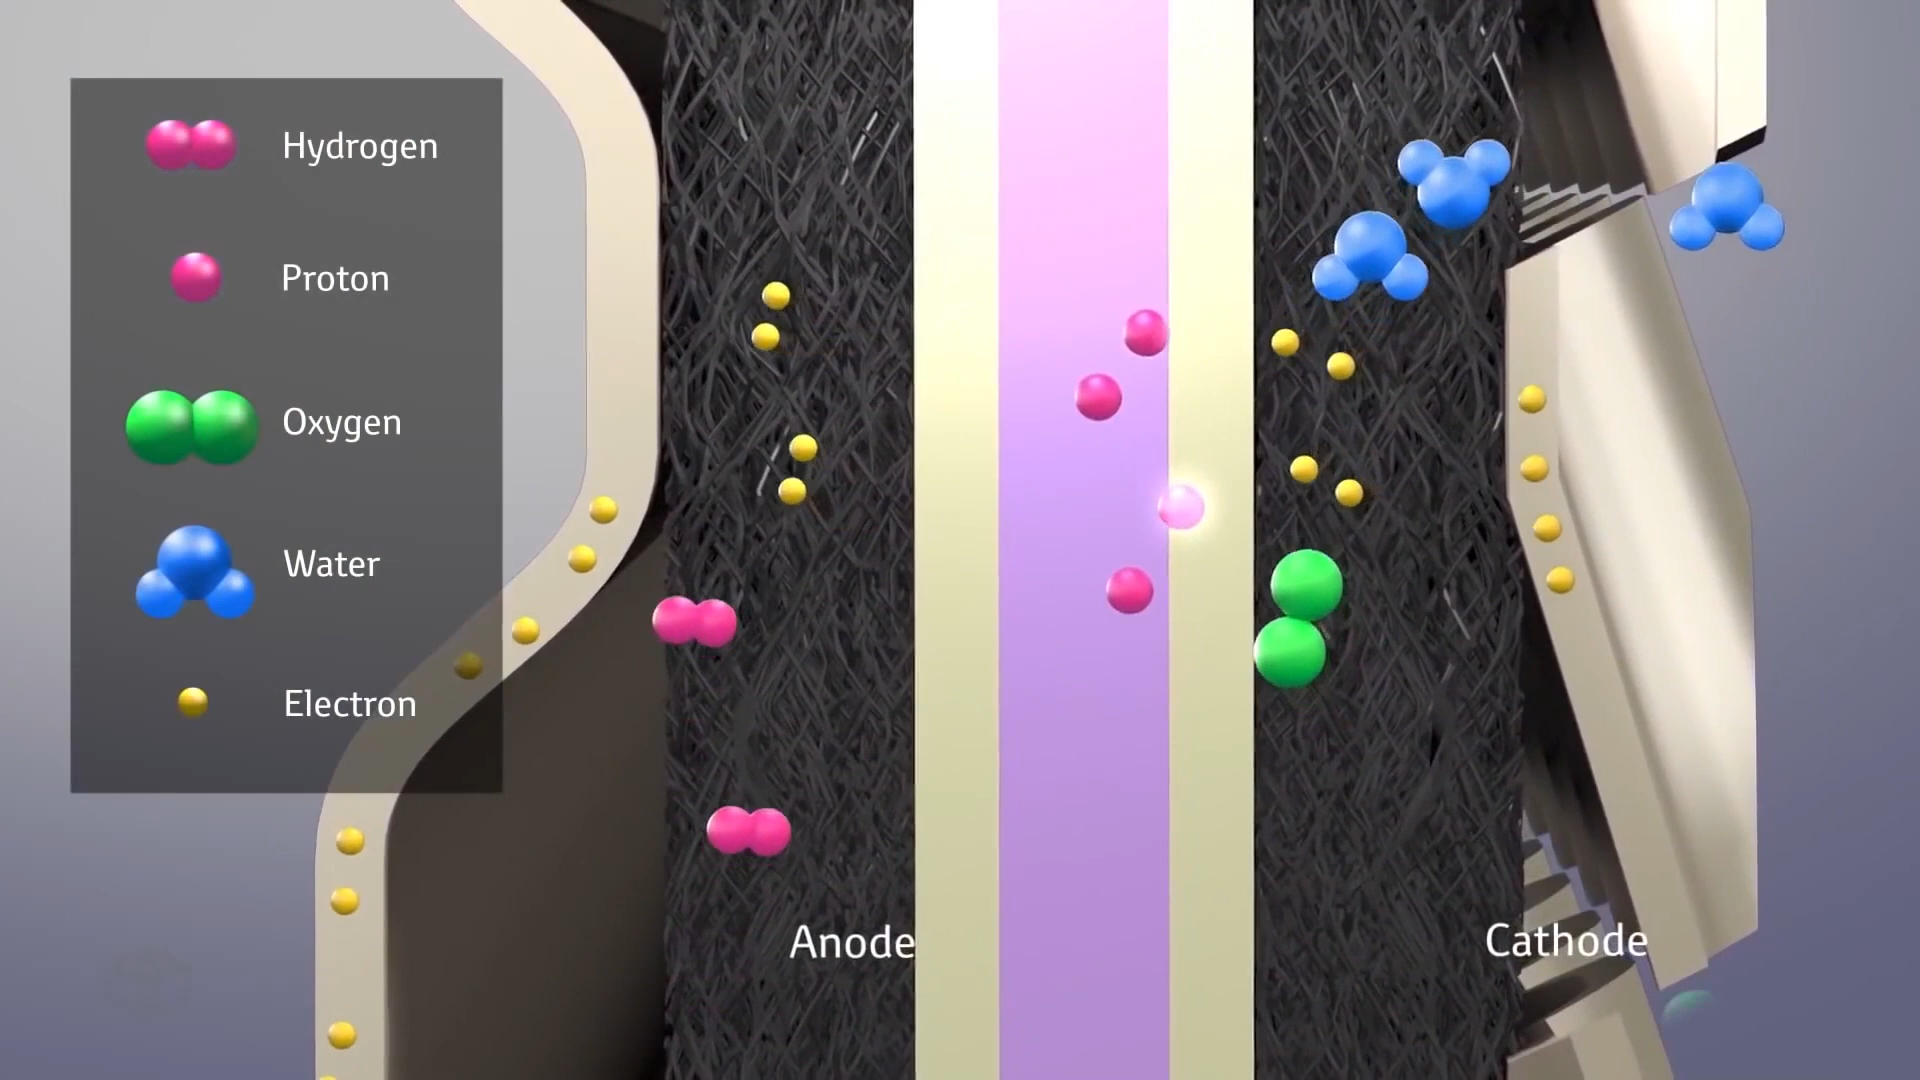 Hydrogen
Proton
Oxygen
Water
Electron
Anode
Cathode